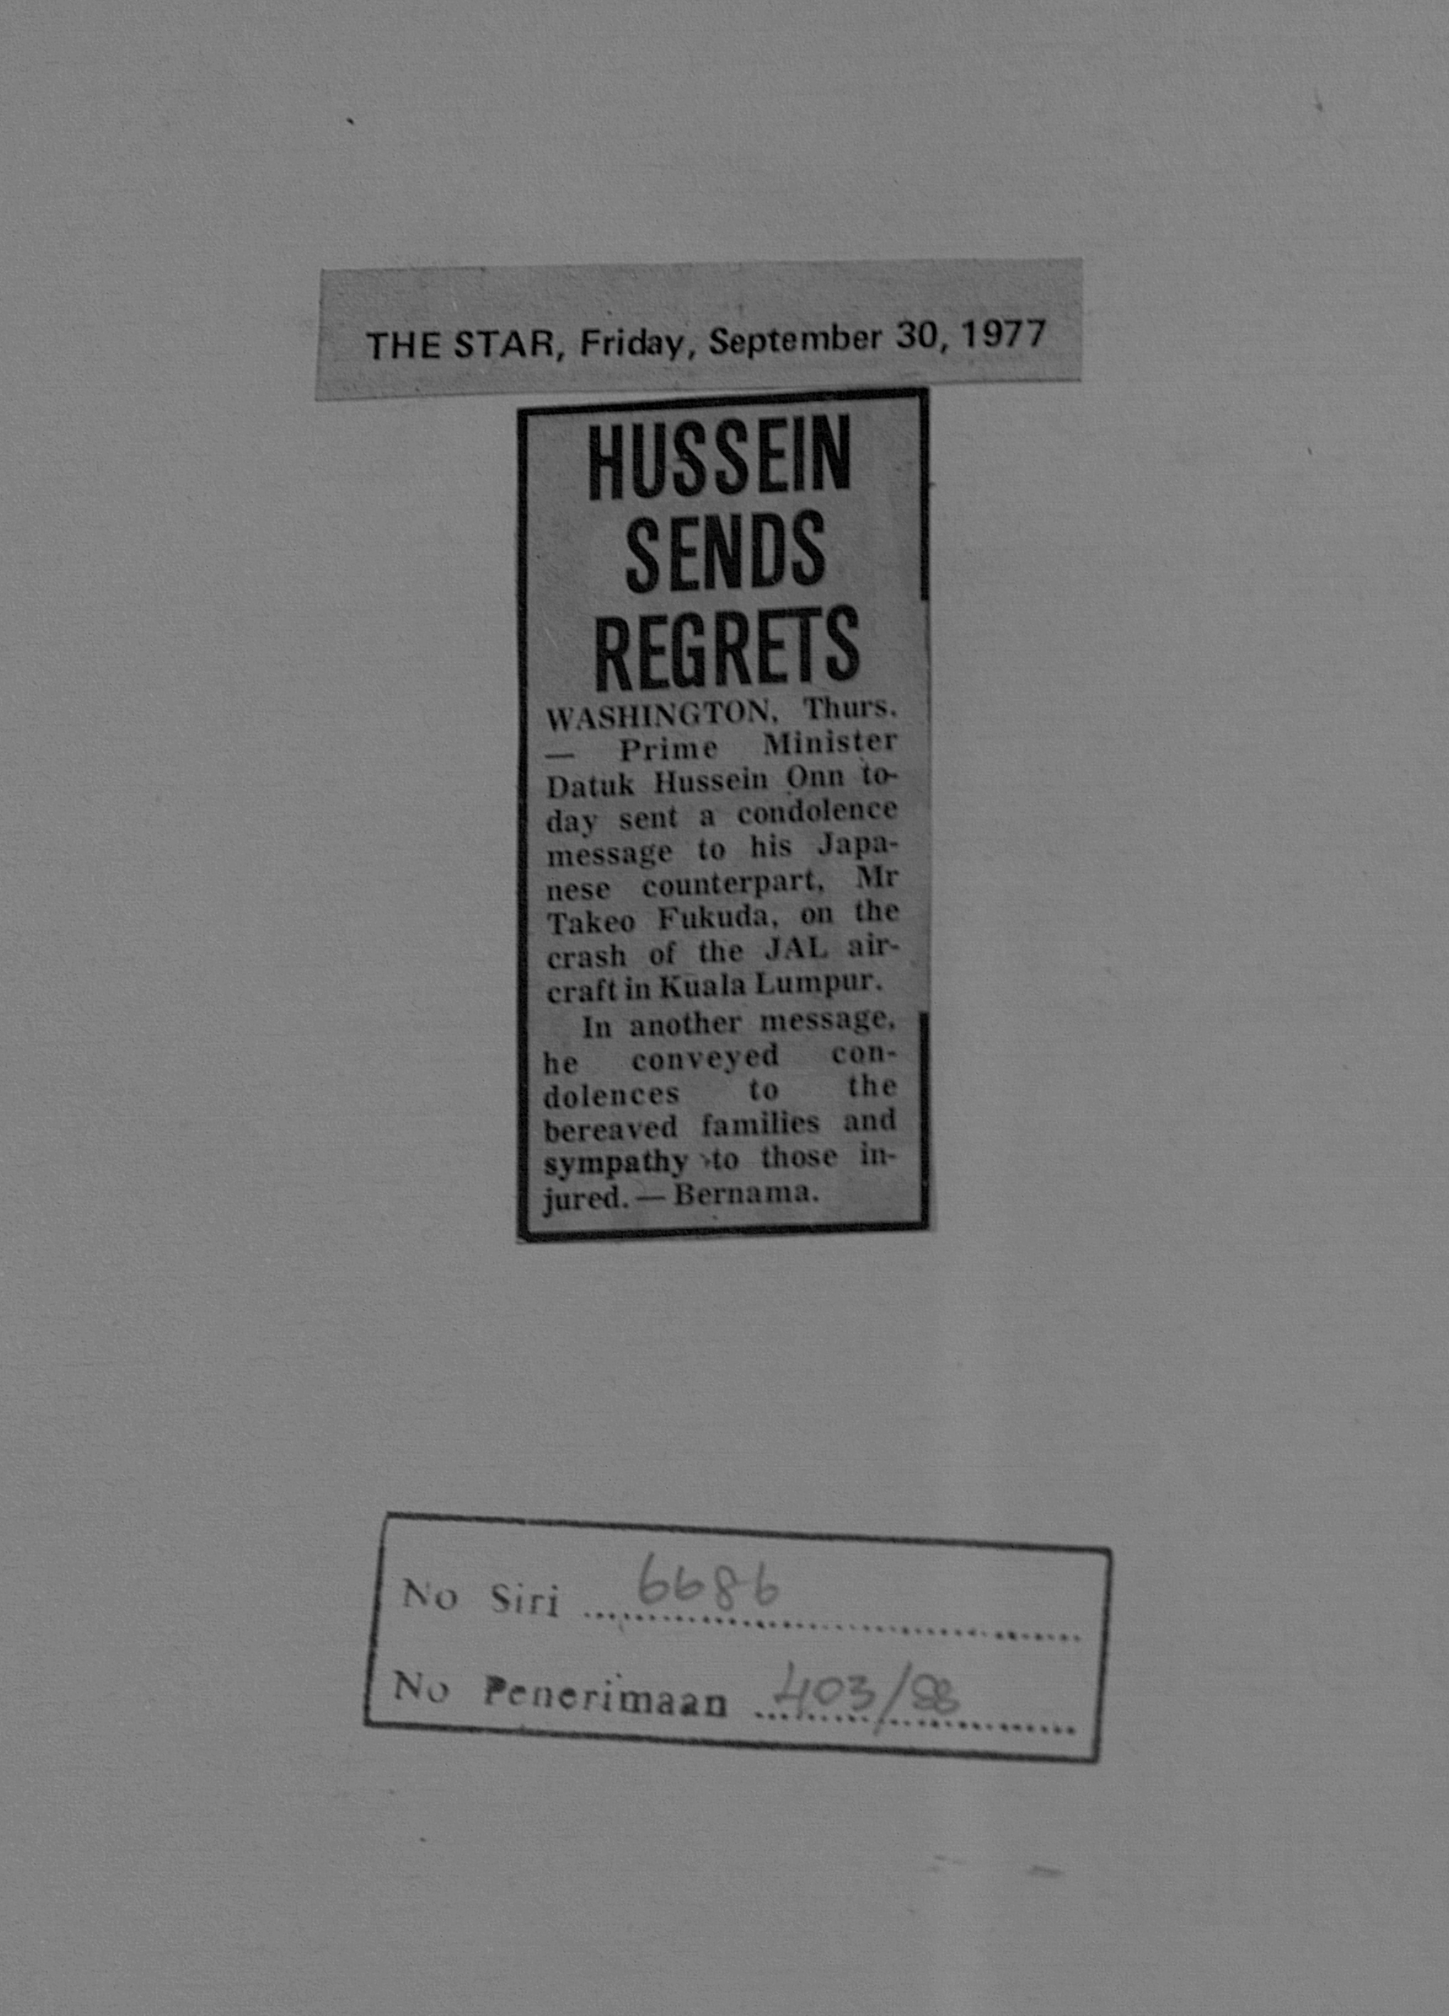 THE STAR, Friday, September 30, 1977
HUSSEIN
SENDS
REGRETS
WASHINGTON, Thurs.
— Prime Minister
Datuk Hussein Onn to-
day sent a condolence
message to his Japa-
nese counterpart, Mr
Takeo Fukuda, on the
crash of the JAL air-
craft in Kuala Lumpur.
In another message,
he conveyed con-
dolences to the
bereaved families and
sympathy to those in-
jured. — Bernama.
No Siri 6686
No Penerimaan 403/88